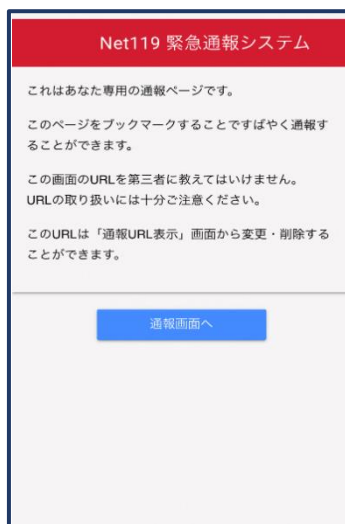 Net119 緊急通報システム
これはあなた専用の通報ページです。
このページをブックマークすることですばやく通報す
ることができます。
この画面のURLを第三者に教えてはいけません。
URLの取り扱いには十分ご注意ください。
このURLは「通報URL表示」画面から変更・削除する
ことができます。
通報画面へ